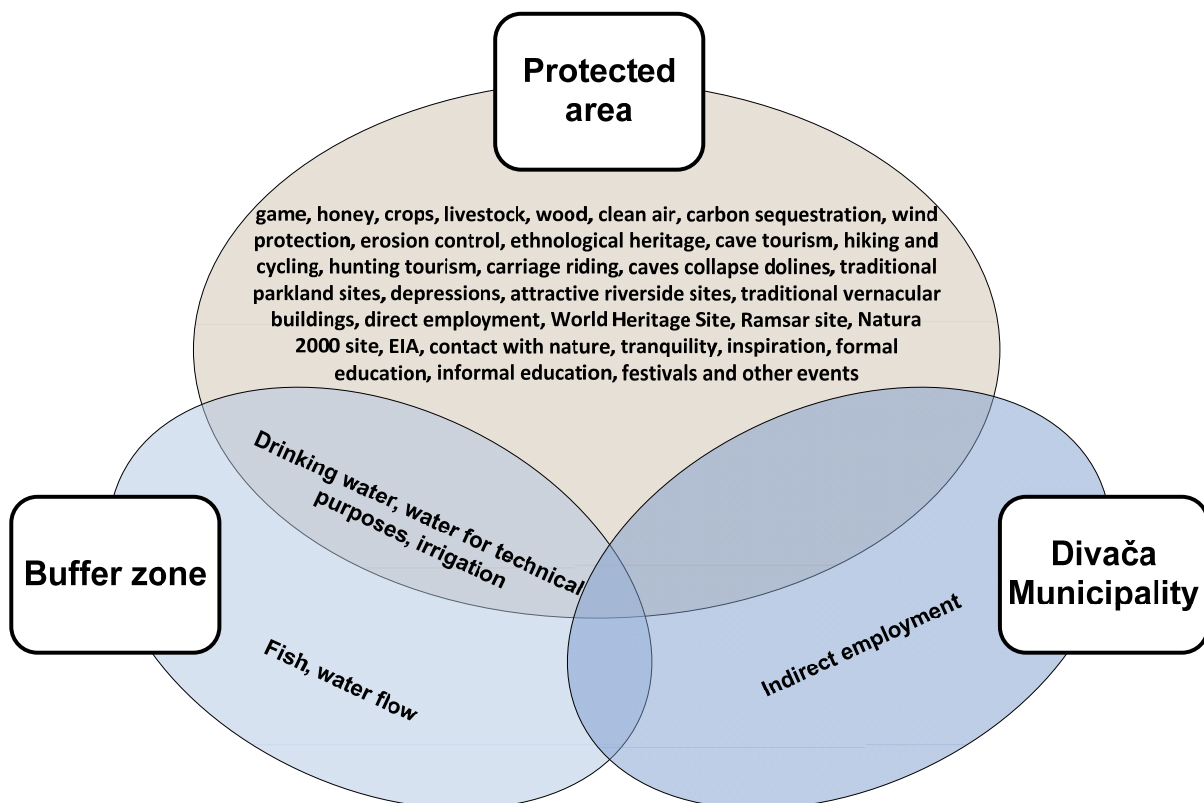 Protected
area
game, honey, crops, livestock, wood, clean air, carbon sequestration, wind
protection, erosion control, ethnological heritage, cave tourism, hiking and
cycling, hunting tourism, carriage riding, caves collapse dolines, traditional
parkland sites, depressions, attractive riverside sites, traditional vernacular
buildings, direct employment, World Heritage Site, Ramsar site, Natura
2000 site, EIA, contact with nature, tranquility, inspiration, formal
education, informal education, festivals and other events
Drinking water, water for technical
purposes, irrigation
Buffer zone
Divača
Municipality
Fish, water flow
Indirect employment